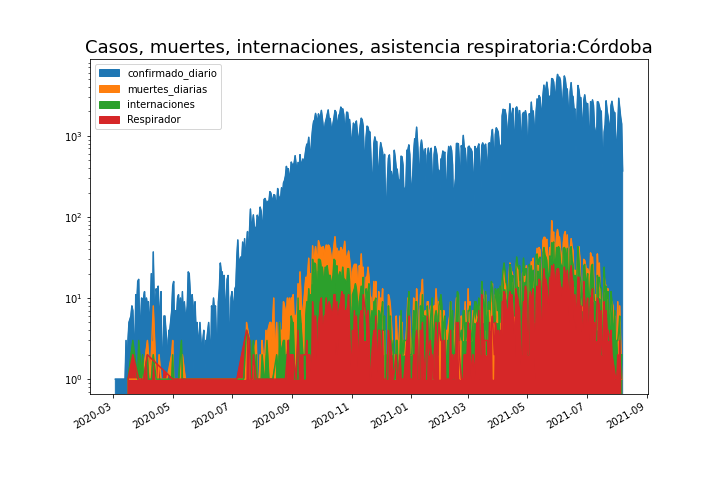 Casos, muertes, internaciones, asistencia respiratoria:Córdoba
confirmado_diario
muertes_diarias
internaciones
Respirador
10³
10²
10¹
10⁰
2020-03
2020-05
2020-07
2020-09
2020-11
2021-01
2021-03
2021-05
2021-07
2021-09